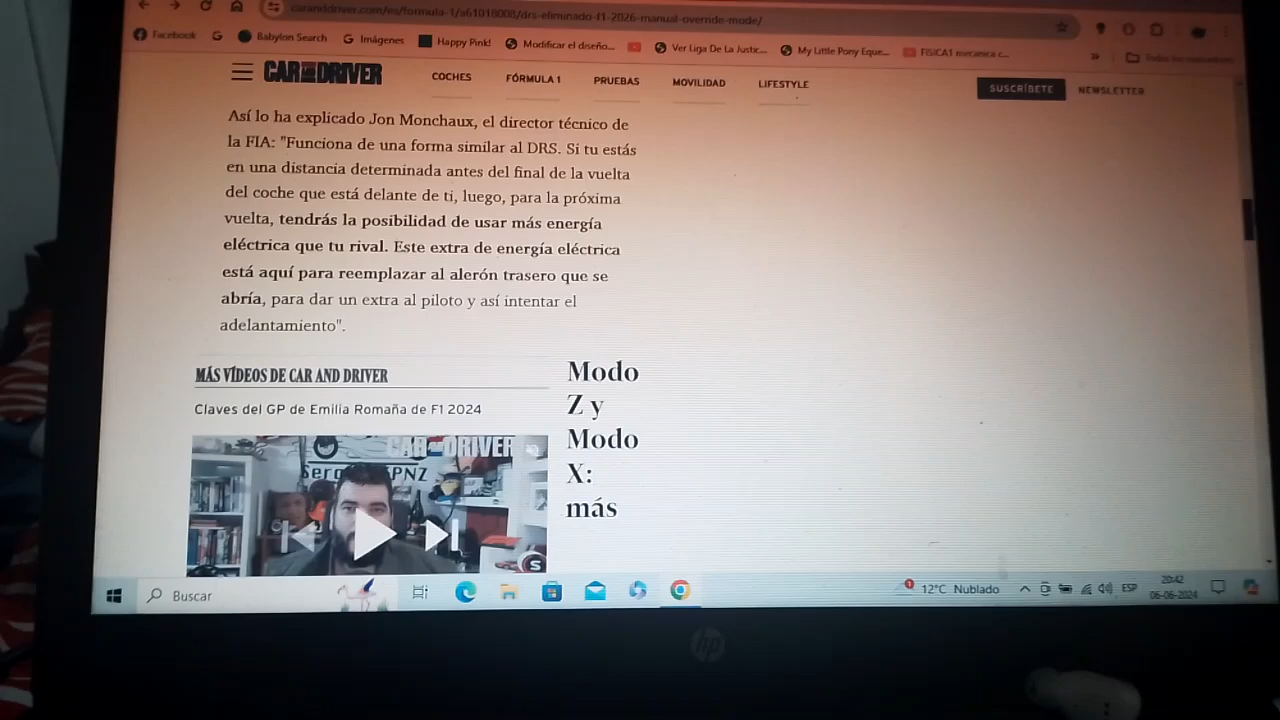 caranddriver.com/es/formula-1/a61018008/drs-eliminado-f1-2026-manual-override-mode/
Facebook
Babylon Search
Imágenes
Happy Pink!
Modificar el diseño...
Ver Liga De La Justic...
My Little Pony Eque...
FISICA1 mecanica c...
»
CAR AND DRIVER
COCHES
FÓRMULA 1
PRUEBAS
MOVILIDAD
LIFESTYLE
SUSCRÍBETE
NEWSLETTER
Así lo ha explicado Jon Monchaux, el director técnico de
la FIA: "Funciona de una forma similar al DRS. Si tu estás
en una distancia determinada antes del final de la vuelta
del coche que está delante de ti, luego, para la próxima
vuelta, tendrás la posibilidad de usar más energía
eléctrica que tu rival. Este extra de energía eléctrica
está aquí para reemplazar al alerón trasero que se
abría, para dar un extra al piloto y así intentar el
adelantamiento".
MÁS VÍDEOS DE CAR AND DRIVER
Claves del GP de Emilia Romaña de F1 2024
CAR AND DRIVER
PNZ
S
Modo
Z y
Modo
X:
más
Buscar
12°C Nublado
ESP
20:42
06-06-2024
hp